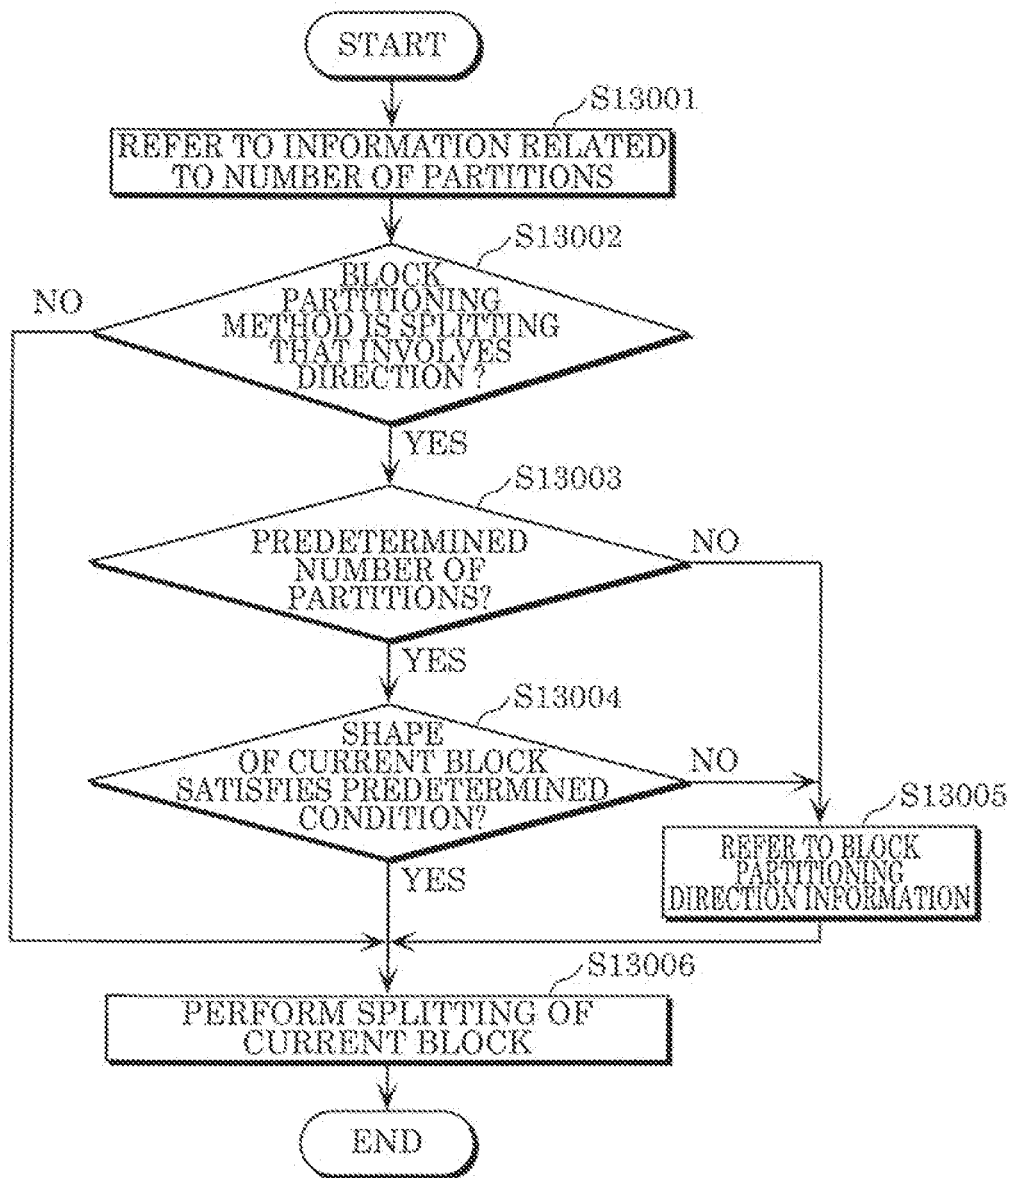 START
S13001
REFER TO INFORMATION RELATED
TO NUMBER OF PARTITIONS
S13002
BLOCK
PARTITIONING
METHOD IS SPLITTING
THAT INVOLVES
DIRECTION ?
NO
YES
S13003
PREDETERMINED
NUMBER OF
PARTITIONS?
NO
YES
S13004
SHAPE
OF CURRENT BLOCK
SATISFIES PREDETERMINED
CONDITION?
NO
YES
S13005
REFER TO BLOCK
PARTITIONING
DIRECTION INFORMATION
S13006
PERFORM SPLITTING OF
CURRENT BLOCK
END